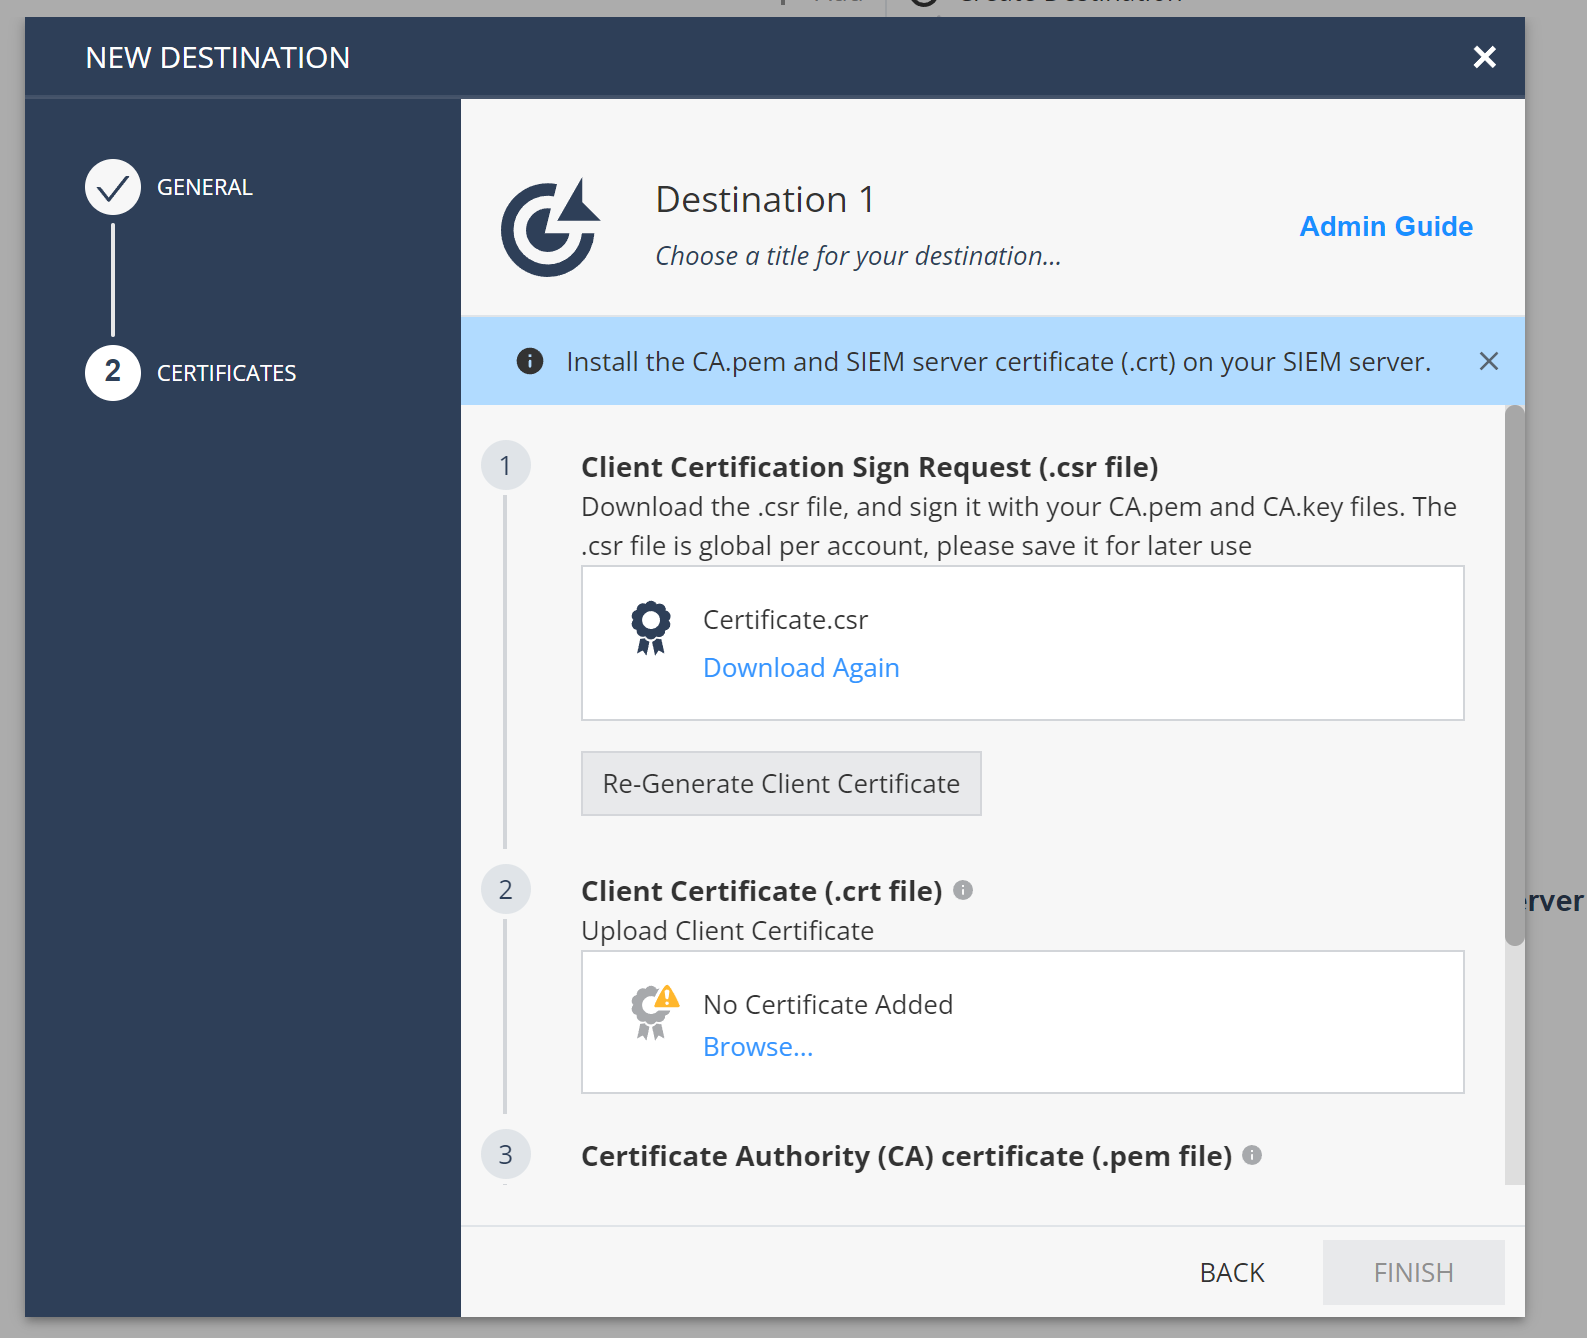 NEW DESTINATION
GENERAL
2
CERTIFICATES
Destination 1
Choose a title for your destination...
Admin Guide
Install the CA.pem and SIEM server certificate (.crt) on your SIEM server.
1
Client Certification Sign Request (.csr file)
Download the .csr file, and sign it with your CA.pem and CA.key files. The
.csr file is global per account, please save it for later use
Certificate.csr
Download Again
Re-Generate Client Certificate
2
Client Certificate (.crt file)
Upload Client Certificate
No Certificate Added
Browse...
3
Certificate Authority (CA) certificate (.pem file)
BACK
FINISH